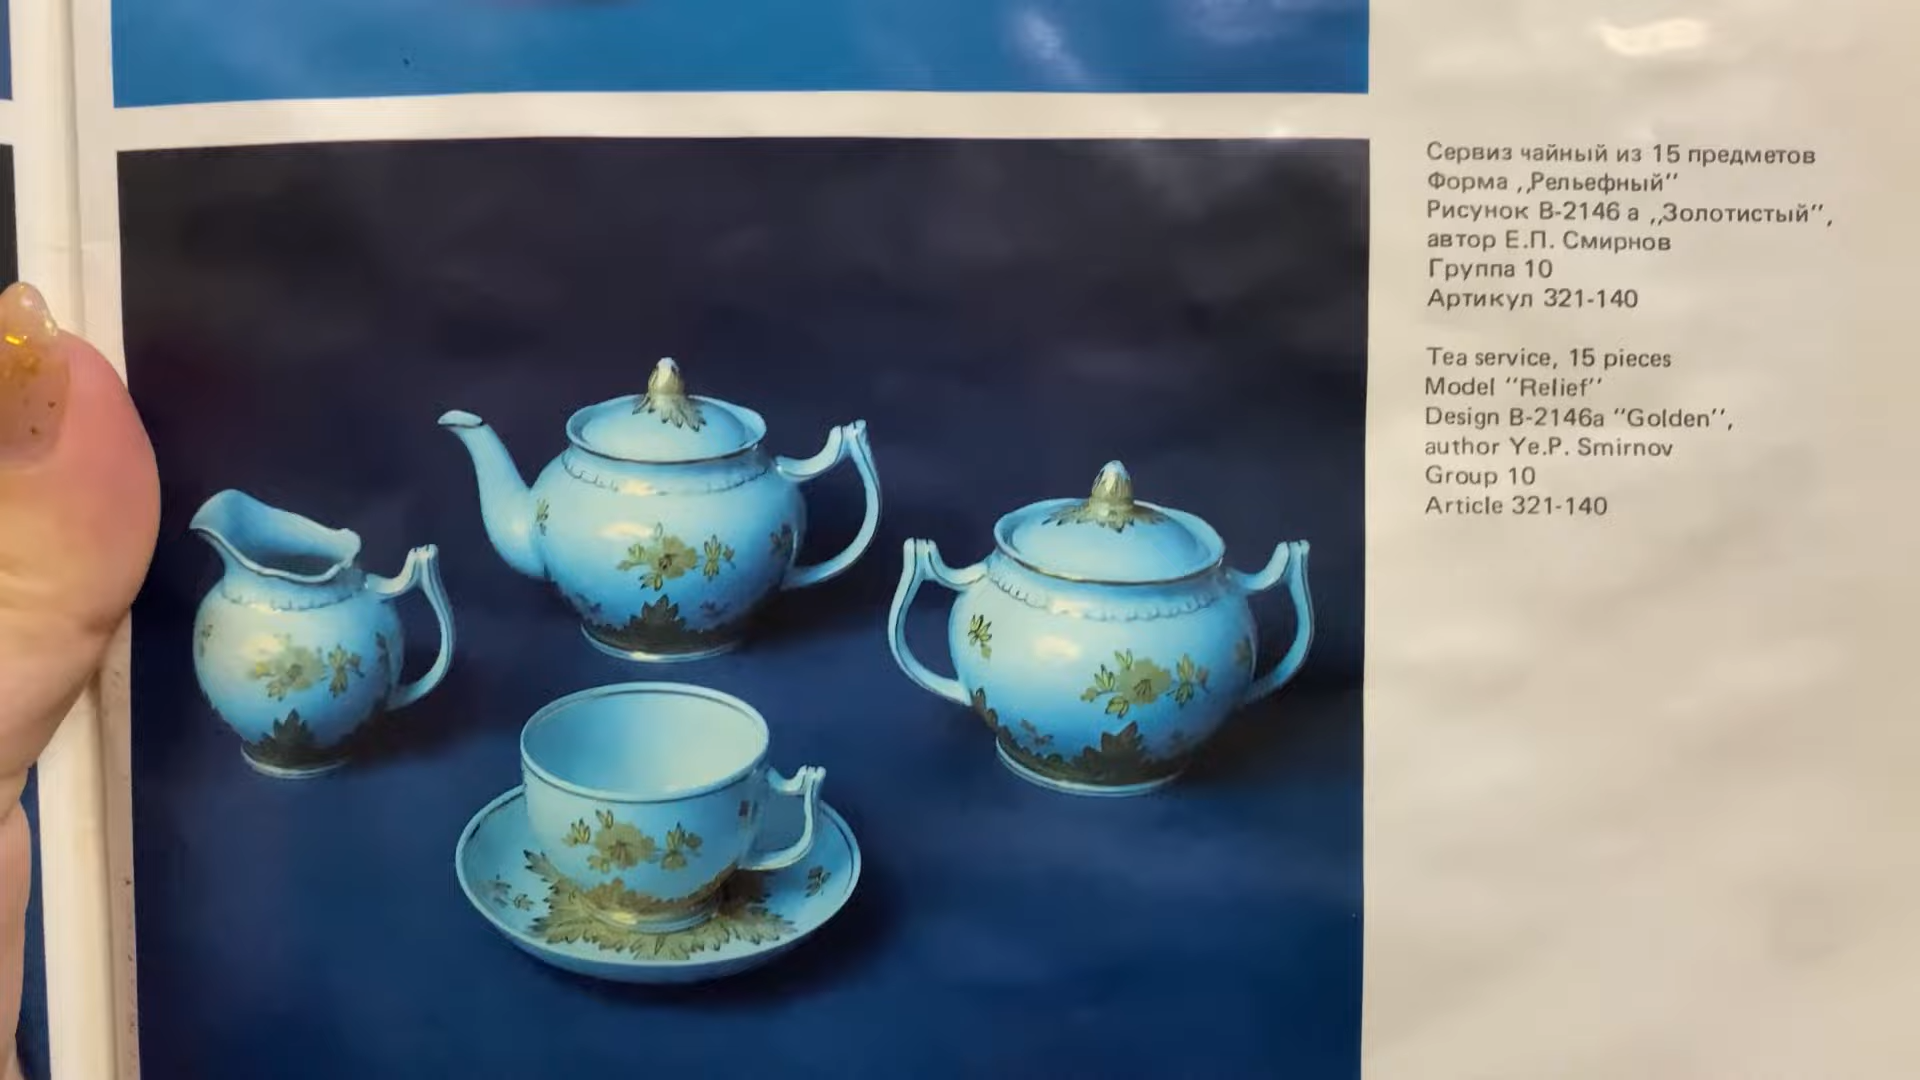 Сервиз чайный из 15 предметов
Форма ,,Рельефный''
Рисунок В-2146 а ,,Золотистый'',
автор Е.П. Смирнов
Группа 10
Артикул 321-140
Tea service, 15 pieces
Model ''Relief''
Design B-2146a ''Golden'',
author Ye.P. Smirnov
Group 10
Article 321-140